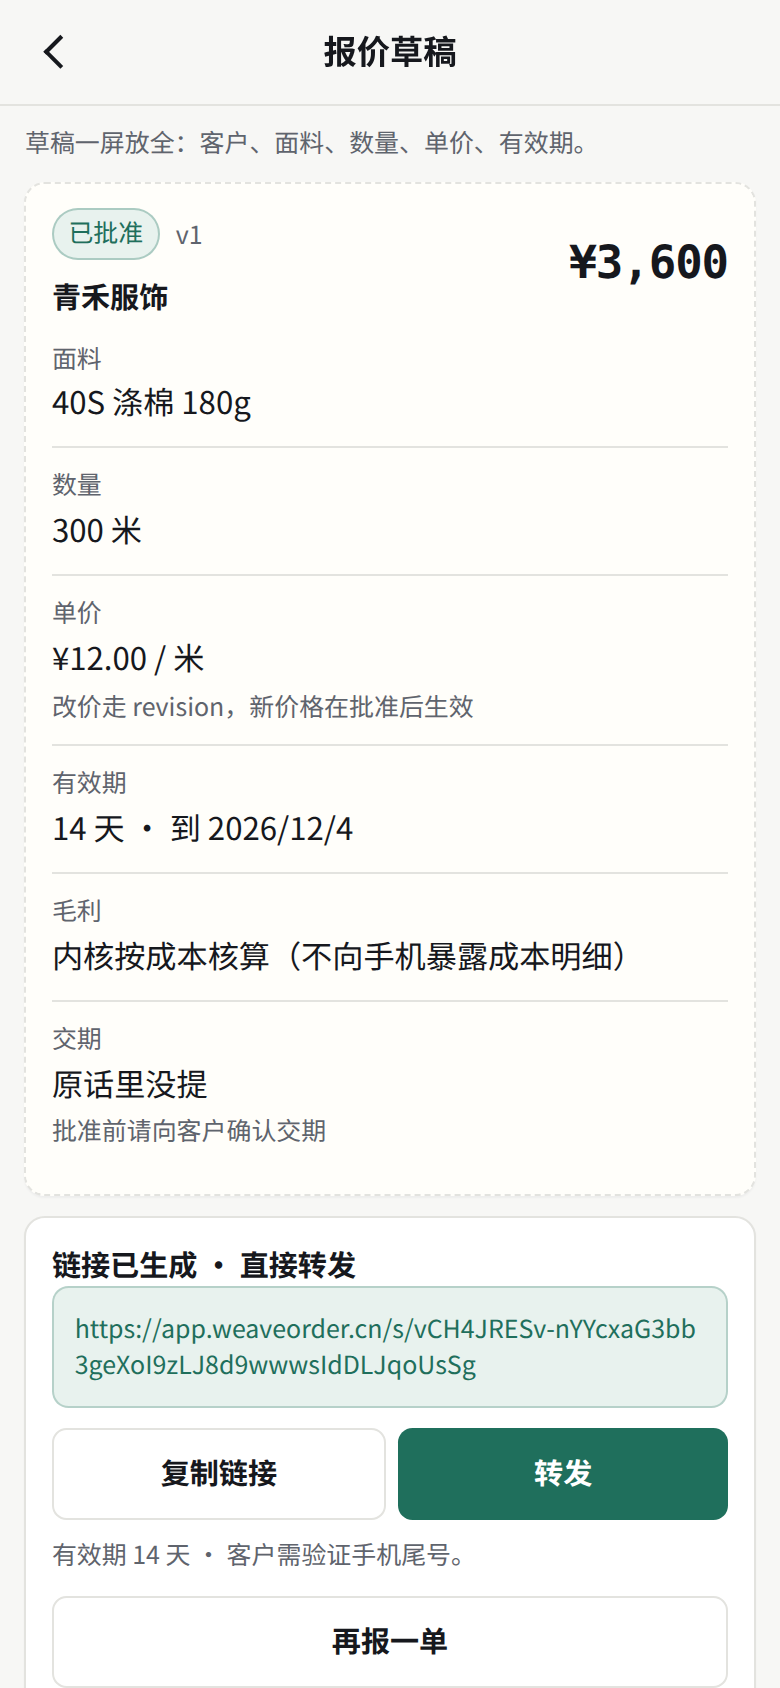 报价草稿
草稿一屏放全：客户、面料、数量、单价、有效期。
已批准 v1
¥3,600
青禾服饰
面料
40S 涤棉 180g
数量
300 米
单价
¥12.00 / 米
改价走 revision，新价格在批准后生效
有效期
14 天 · 到 2026/12/4
毛利
内核按成本核算（不向手机暴露成本明细）
交期
原话里没提
批准前请向客户确认交期
链接已生成 · 直接转发
https://app.weaveorder.cn/s/vCH4JRESv-nYYcxaG3bb
3geXoI9zLJ8d9wwwsIdDLJqoUsSg
复制链接 转发
有效期 14 天 · 客户需验证手机尾号。
再报一单